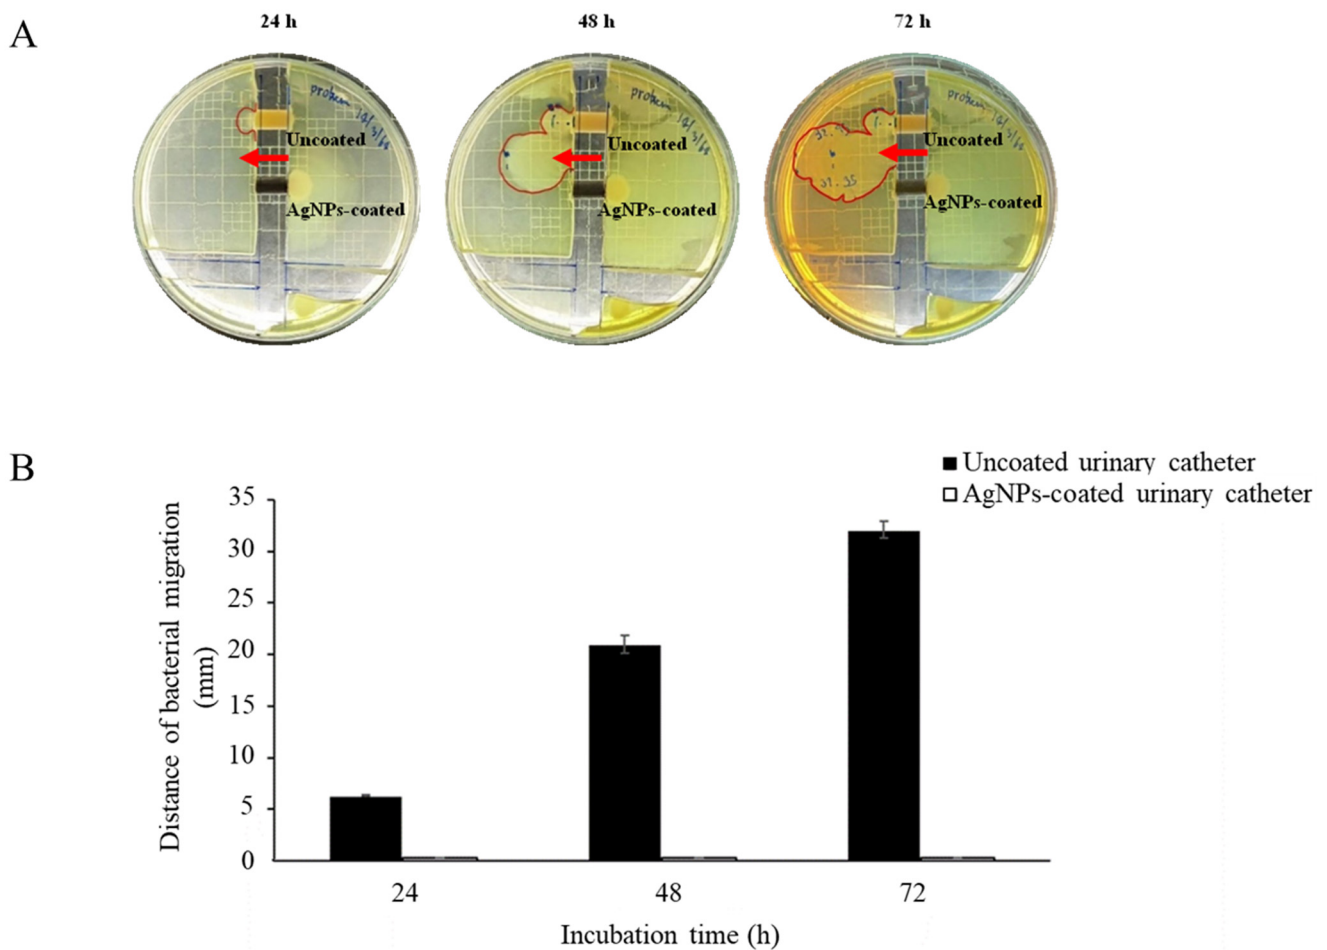 A
24 h
48 h
72 h
Uncoated
AgNPs-coated
Uncoated
AgNPs-coated
Uncoated
AgNPs-coated
B
Uncoated urinary catheter
AgNPs-coated urinary catheter
Distance of bacterial migration
(mm)
35
30
25
20
15
10
5
0
24
48
72
Incubation time (h)